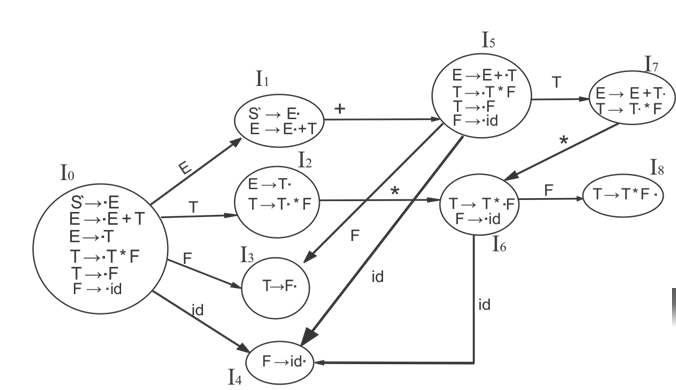 I0
S' → ·E
E → ·E + T
E → ·T
T → ·T * F
T → ·F
F → ·id
E
T
F
id
I1
S' → E·
E → E· + T
+
I2
E → T·
T → T· * F
*
I3
T → F·
I4
F → id·
I5
E → E + ·T
T → ·T * F
T → ·F
F → ·id
T
F
id
I7
E → E + T·
T → T· * F
*
T → T* ·F
F → ·id
I6
F
id
I8
T → T * F ·